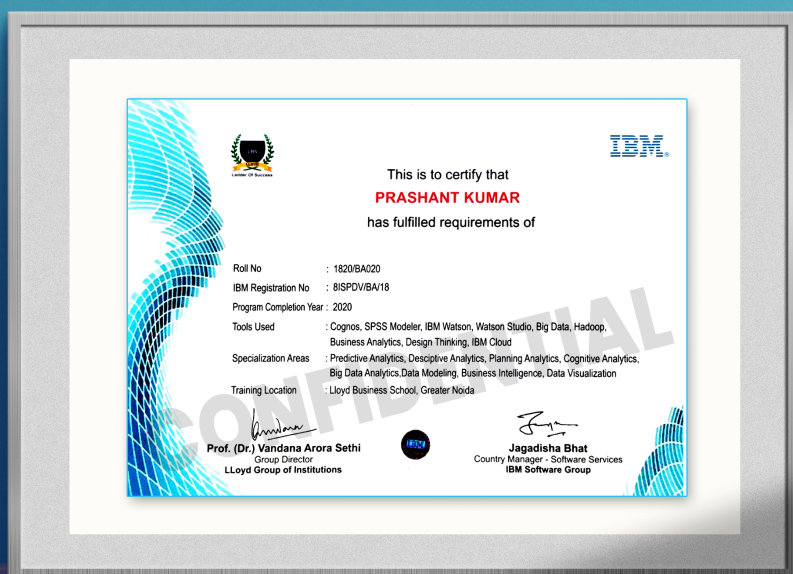 Ladder Of Success
IBM®
This is to certify that
PRASHANT KUMAR
has fulfilled requirements of
Roll No : 1820/BA020
IBM Registration No : 8ISPDV/BA/18
Program Completion Year : 2020
Tools Used : Cognos, SPSS Modeler, IBM Watson, Watson Studio, Big Data, Hadoop,
Business Analytics, Design Thinking, IBM Cloud
Specialization Areas : Predictive Analytics, Desciptive Analytics, Planning Analytics, Cognitive Analytics,
Big Data Analytics,Data Modeling, Business Intelligence, Data Visualization
Training Location : Lloyd Business School, Greater Noida
CONFIDENTIAL
Prof. (Dr.) Vandana Arora Sethi
Group Director
LLoyd Group of Institutions
IBM
Jagadisha Bhat
Country Manager - Software Services
IBM Software Group